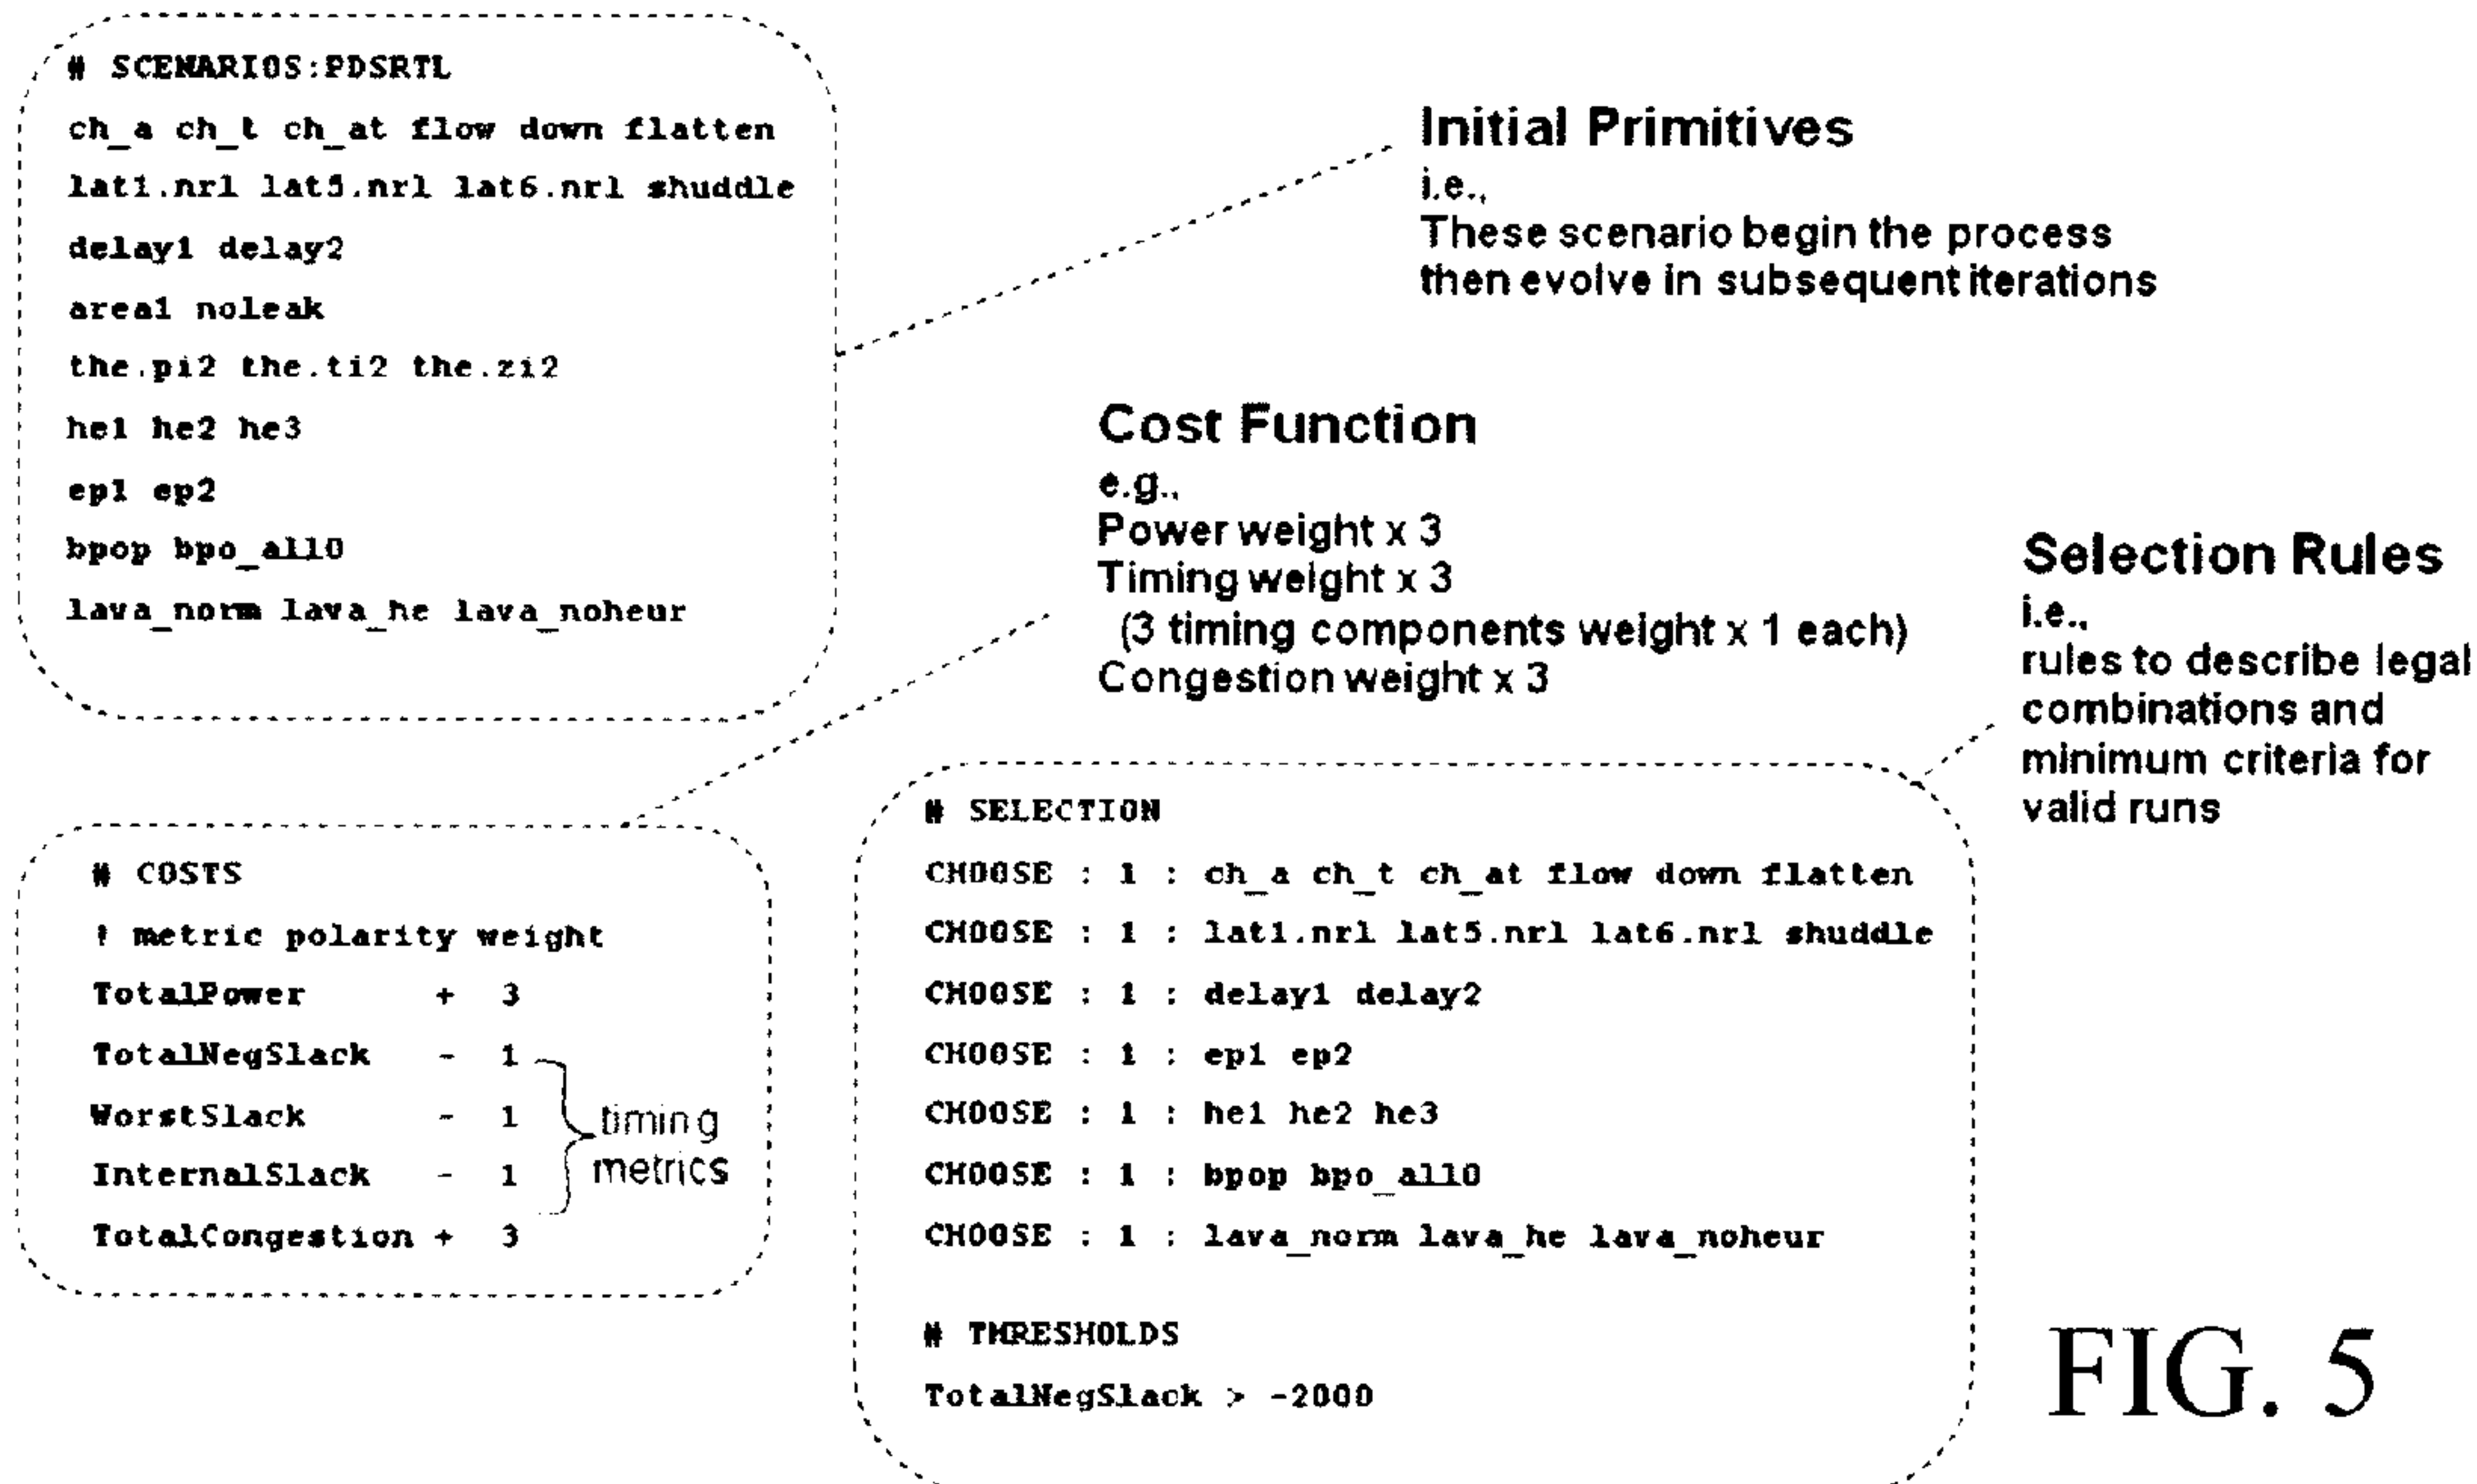 # SCENARIOS:PDSRTL
ch_a ch_t ch_at flow down flatten
lat1.nrl lat5.nrl lat6.nrl shuddle
delay1 delay2
area1 noleak
the.pi2 the.ti2 the.zi2
he1 he2 he3
ep1 ep2
bpop bpo_all0
lava_norm lava_he lava_noheur
Initial Primitives
i.e.,
These scenario begin the process
then evolve in subsequent iterations
Cost Function
e.g.,
Power weight x 3
Timing weight x 3
(3 timing components weight x 1 each)
Congestion weight x 3
Selection Rules
i.e.,
rules to describe legal
combinations and
minimum criteria for
valid runs
# COSTS
! metric polarity weight
TotalPower + 3
TotalNegSlack - 1
WorstSlack - 1
InternalSlack - 1
TotalCongestion + 3
timing
metrics
# SELECTION
CHOOSE : 1 : ch_a ch_t ch_at flow down flatten
CHOOSE : 1 : lat1.nrl lat5.nrl lat6.nrl shuddle
CHOOSE : 1 : delay1 delay2
CHOOSE : 1 : ep1 ep2
CHOOSE : 1 : he1 he2 he3
CHOOSE : 1 : bpop bpo_all0
CHOOSE : 1 : lava_norm lava_he lava_noheur
# THRESHOLDS
TotalNegSlack > -2000
FIG. 5